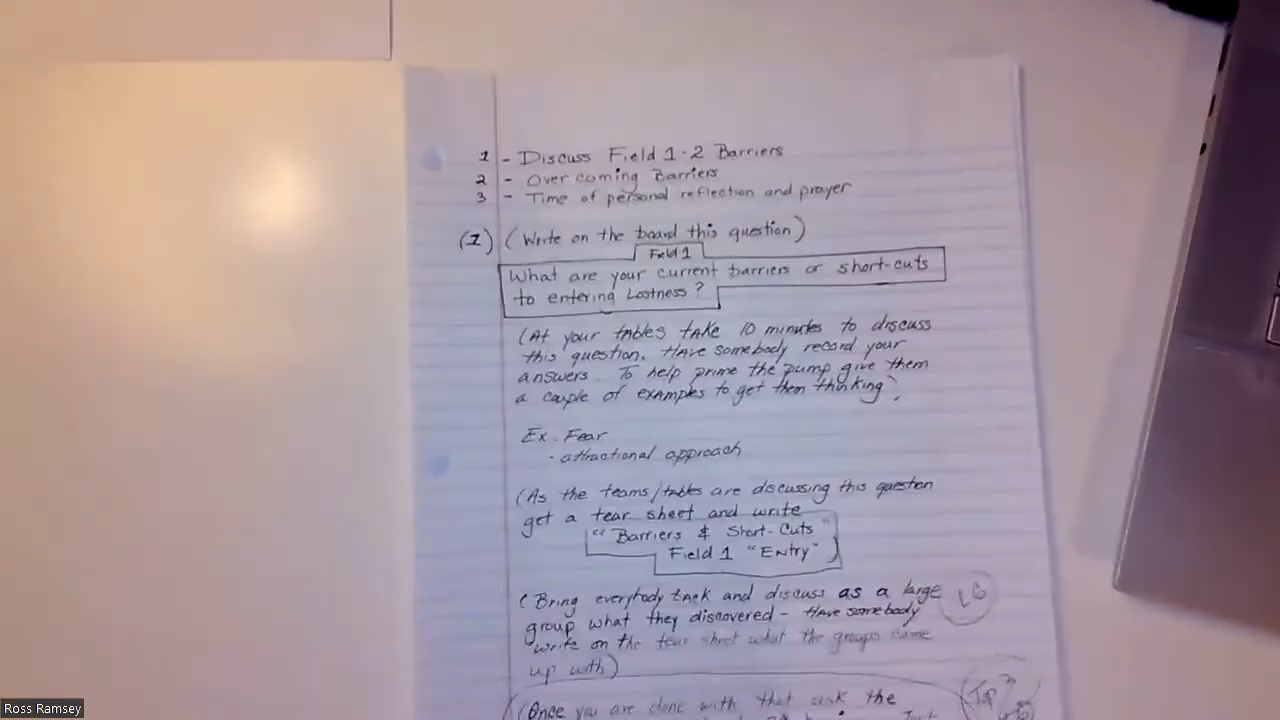 1 - Discuss Field 1-2 Barriers
2 - Over coming Barriers
3 - Time of personal reflection and prayer
(1) (Write on the board this question)
Field 1
What are your current barriers or short-cuts
to entering Lostness?
(At your tables take 10 minutes to discuss
this question. Have somebody record your
answers. To help prime the pump give them
a couple of examples to get them thinking)
Ex - Fear
- attractional approach
(As the teams/tables are discussing this question
get a tear sheet and write
"Barriers & Short-Cuts"
Field 1 "Entry")
(Bring everybody back and discuss as a large
LG
group what they discovered - Have somebody
write on the tear sheet what the groups came
up with)
(Once you are done with that ask the
Top
Ross Ramsey